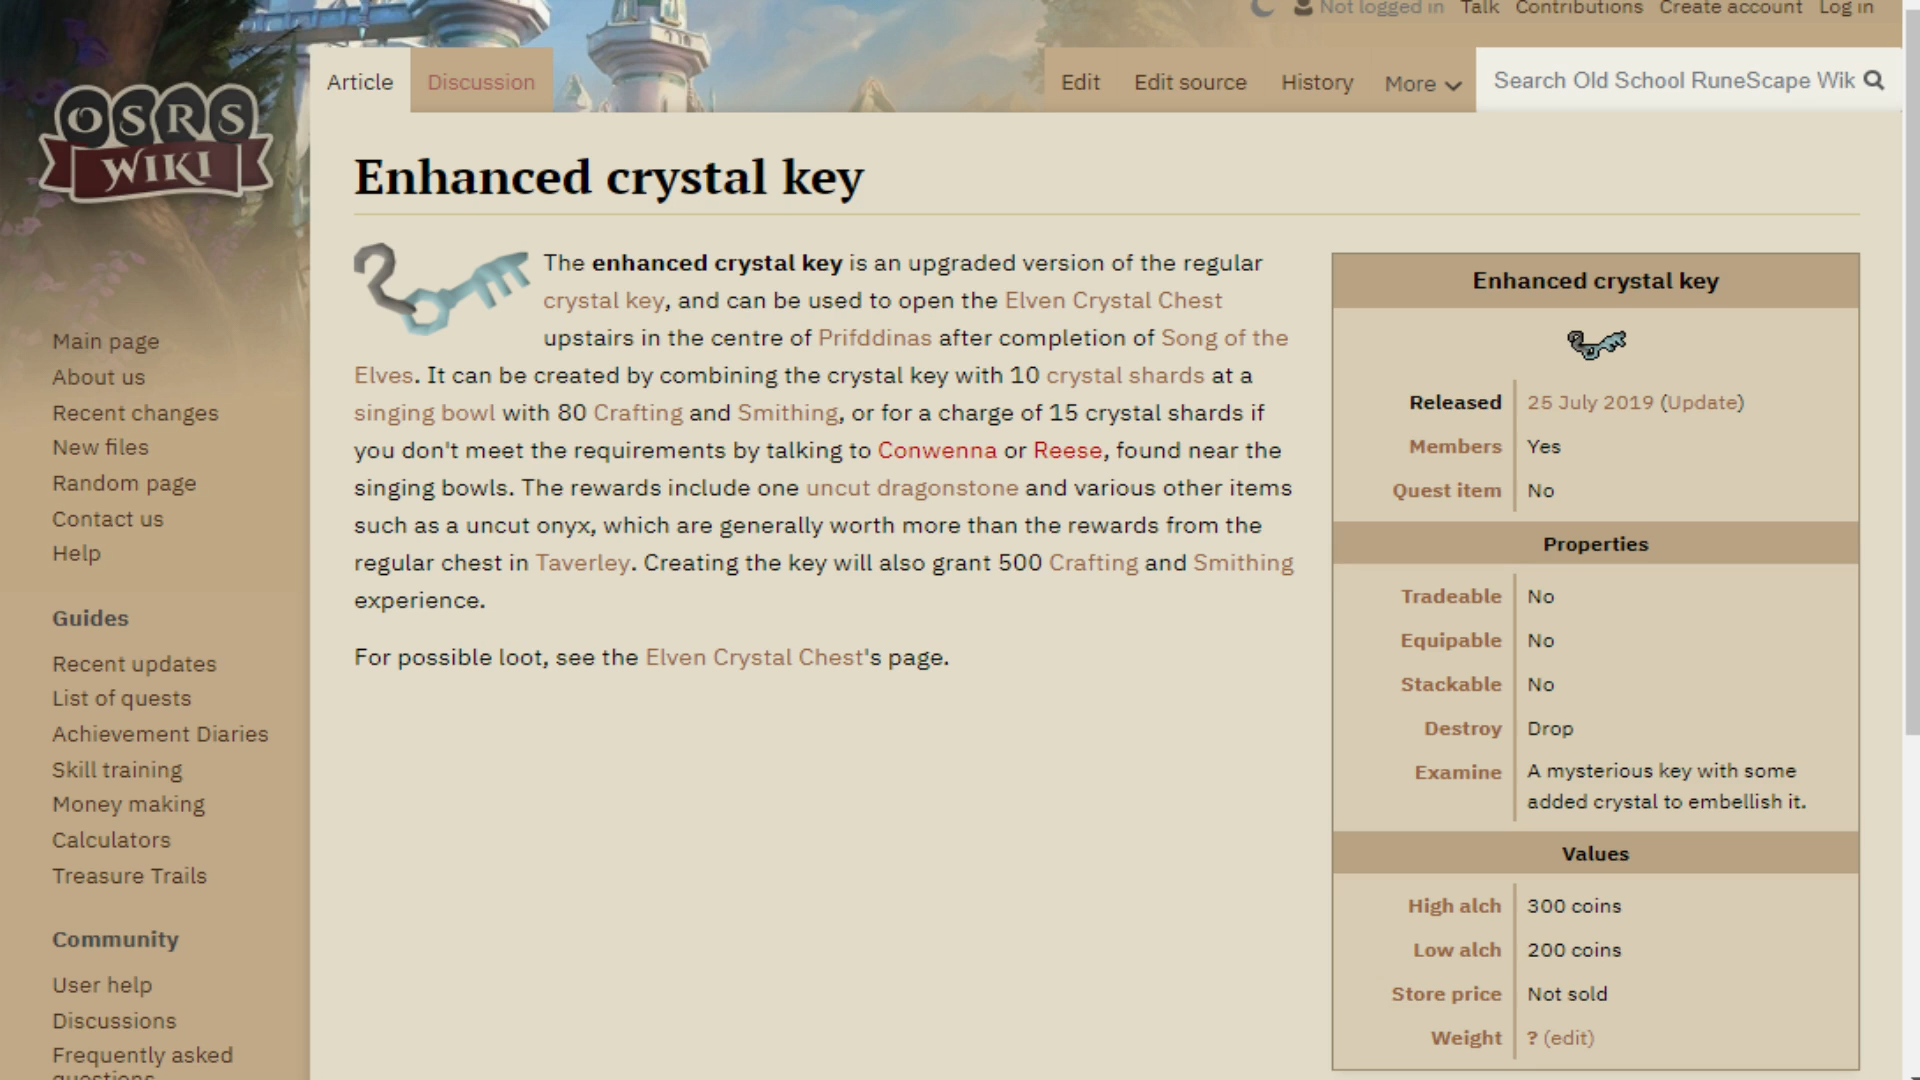 Not logged in Talk Contributions Create account Log in
OSRS
WIKI
Article Discussion Edit Edit source History More Search Old School RuneScape Wik
Enhanced crystal key
The enhanced crystal key is an upgraded version of the regular
crystal key, and can be used to open the Elven Crystal Chest
upstairs in the centre of Prifddinas after completion of Song of the
Elves. It can be created by combining the crystal key with 10 crystal shards at a
singing bowl with 80 Crafting and Smithing, or for a charge of 15 crystal shards if
you don't meet the requirements by talking to Conwenna or Reese, found near the
singing bowls. The rewards include one uncut dragonstone and various other items
such as a uncut onyx, which are generally worth more than the rewards from the
regular chest in Taverley. Creating the key will also grant 500 Crafting and Smithing
experience.
For possible loot, see the Elven Crystal Chest's page.
Enhanced crystal key
Released 25 July 2019 (Update)
Members Yes
Quest item No
Properties
Tradeable No
Equipable No
Stackable No
Destroy Drop
Examine A mysterious key with some
added crystal to embellish it.
Values
High alch 300 coins
Low alch 200 coins
Store price Not sold
Weight ? (edit)
Main page
About us
Recent changes
New files
Random page
Contact us
Help
Guides
Recent updates
List of quests
Achievement Diaries
Skill training
Money making
Calculators
Treasure Trails
Community
User help
Discussions
Frequently asked
questions